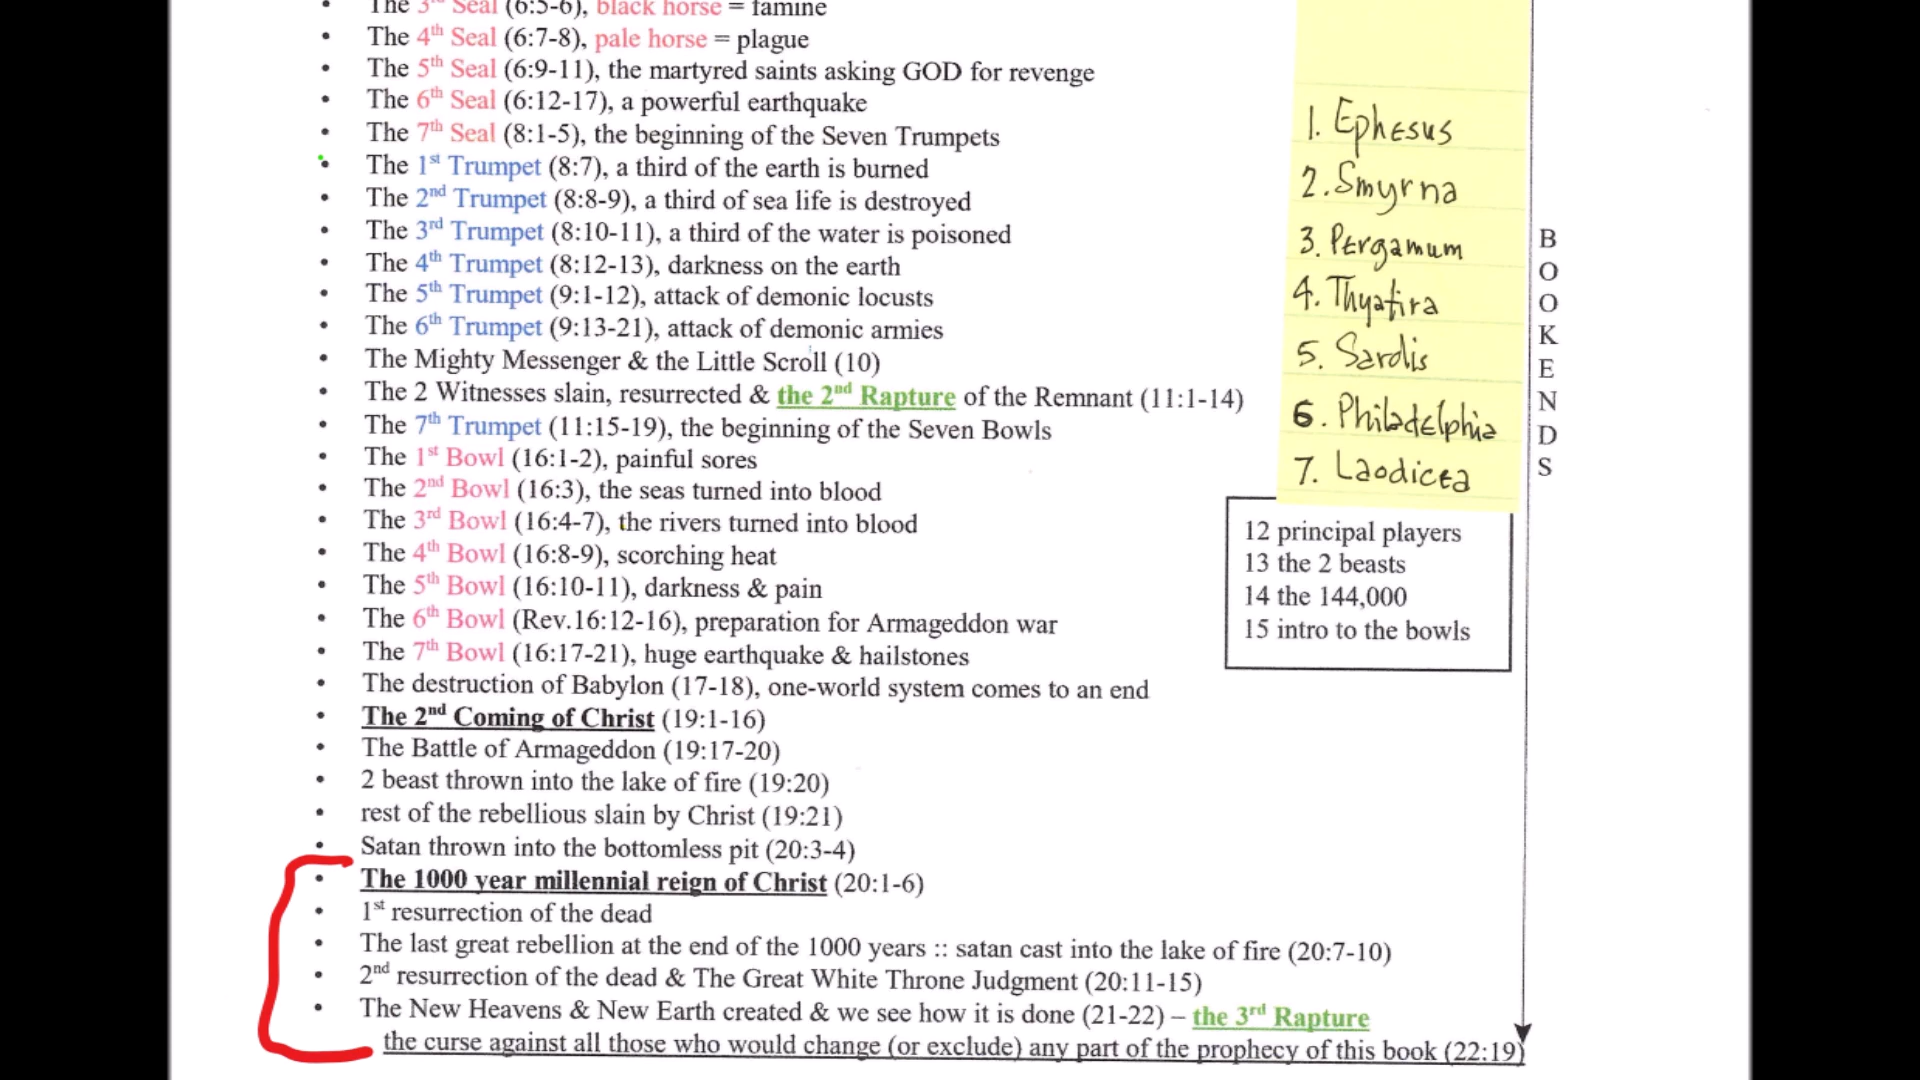 The 3rd Seal (6:5-6), black horse = famine
The 4th Seal (6:7-8), pale horse = plague
The 5th Seal (6:9-11), the martyred saints asking GOD for revenge
The 6th Seal (6:12-17), a powerful earthquake
The 7th Seal (8:1-5), the beginning of the Seven Trumpets
The 1st Trumpet (8:7), a third of the earth is burned
The 2nd Trumpet (8:8-9), a third of sea life is destroyed
The 3rd Trumpet (8:10-11), a third of the water is poisoned
The 4th Trumpet (8:12-13), darkness on the earth
The 5th Trumpet (9:1-12), attack of demonic locusts
The 6th Trumpet (9:13-21), attack of demonic armies
The Mighty Messenger & the Little Scroll (10)
The 2 Witnesses slain, resurrected & the 2nd Rapture of the Remnant (11:1-14)
The 7th Trumpet (11:15-19), the beginning of the Seven Bowls
The 1st Bowl (16:1-2), painful sores
The 2nd Bowl (16:3), the seas turned into blood
The 3rd Bowl (16:4-7), the rivers turned into blood
The 4th Bowl (16:8-9), scorching heat
The 5th Bowl (16:10-11), darkness & pain
The 6th Bowl (Rev.16:12-16), preparation for Armageddon war
The 7th Bowl (16:17-21), huge earthquake & hailstones
The destruction of Babylon (17-18), one-world system comes to an end
The 2nd Coming of Christ (19:1-16)
The Battle of Armageddon (19:17-20)
2 beast thrown into the lake of fire (19:20)
rest of the rebellious slain by Christ (19:21)
Satan thrown into the bottomless pit (20:3-4)
The 1000 year millennial reign of Christ (20:1-6)
1st resurrection of the dead
The last great rebellion at the end of the 1000 years :: satan cast into the lake of fire (20:7-10)
2nd resurrection of the dead & The Great White Throne Judgment (20:11-15)
The New Heavens & New Earth created & we see how it is done (21-22) – the 3rd Rapture
the curse against all those who would change (or exclude) any part of the prophecy of this book (22:19)
1. Ephesus
2. Smyrna
3. Pergamum
4. Thyatira
5. Sardis
6. Philadelphia
7. Laodicea
12 principal players
13 the 2 beasts
14 the 144,000
15 intro to the bowls
B
O
O
K
E
N
D
S